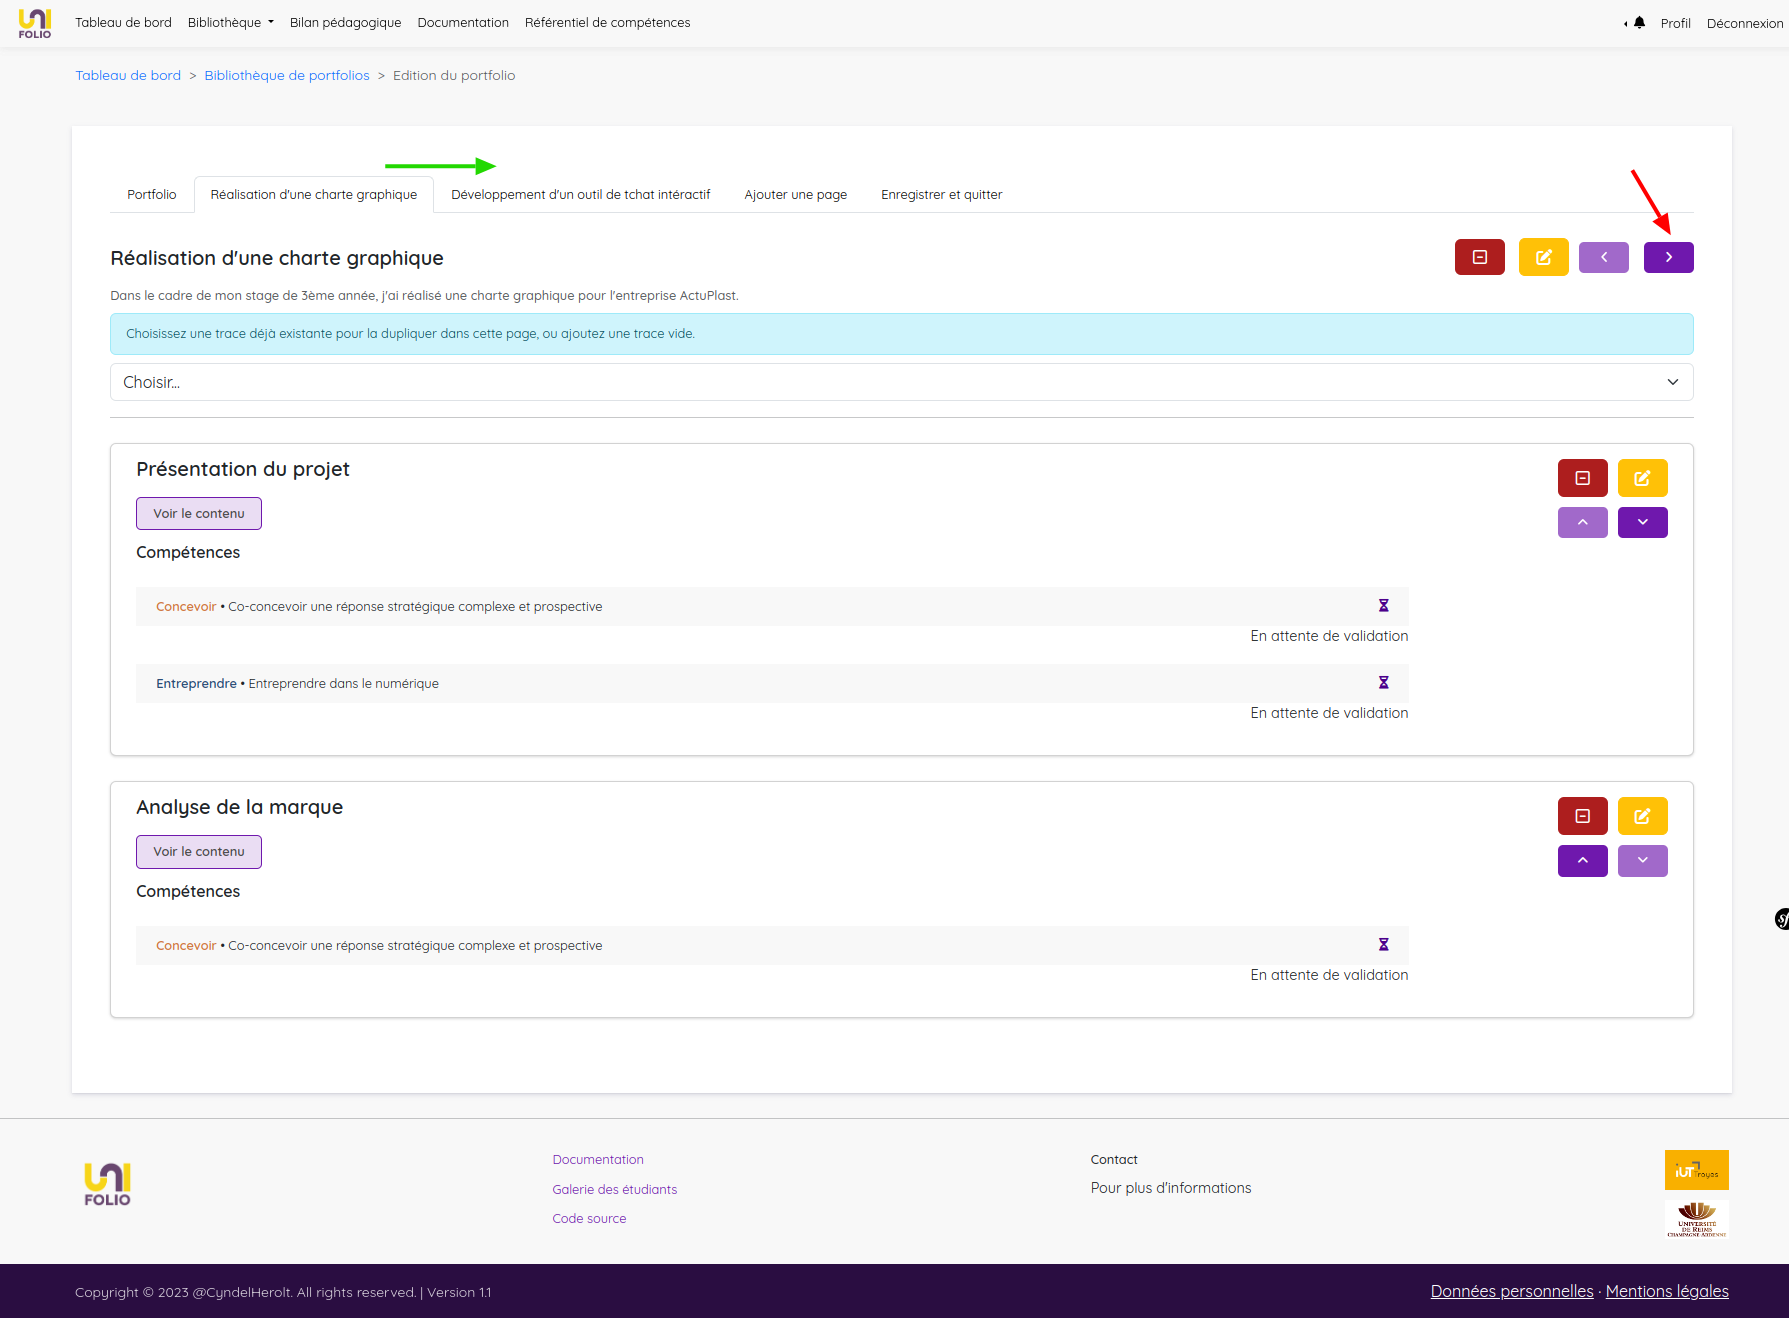 UNI FOLIO
Tableau de bord Bibliothèque Bilan pédagogique Documentation Référentiel de compétences Profil Déconnexion
Tableau de bord > Bibliothèque de portfolios > Edition du portfolio
Portfolio Réalisation d'une charte graphique Développement d'un outil de tchat intéractif Ajouter une page Enregistrer et quitter
Réalisation d'une charte graphique
Dans le cadre de mon stage de 3ème année, j'ai réalisé une charte graphique pour l'entreprise ActuPlast.
Choisissez une trace déjà existante pour la dupliquer dans cette page, ou ajoutez une trace vide.
Choisir...
Présentation du projet
Voir le contenu
Compétences
Concevoir • Co-concevoir une réponse stratégique complexe et prospective
En attente de validation
Entreprendre • Entreprendre dans le numérique
En attente de validation
Analyse de la marque
Voir le contenu
Compétences
Concevoir • Co-concevoir une réponse stratégique complexe et prospective
En attente de validation
sf
UNI FOLIO
Documentation
Galerie des étudiants
Code source
Contact
Pour plus d'informations
iUT Troyes
UNIVERSITÉ
DE REIMS
CHAMPAGNE-ARDENNE
Copyright © 2023 @CyndelHerolt. All rights reserved. | Version 1.1
Données personnelles · Mentions légales